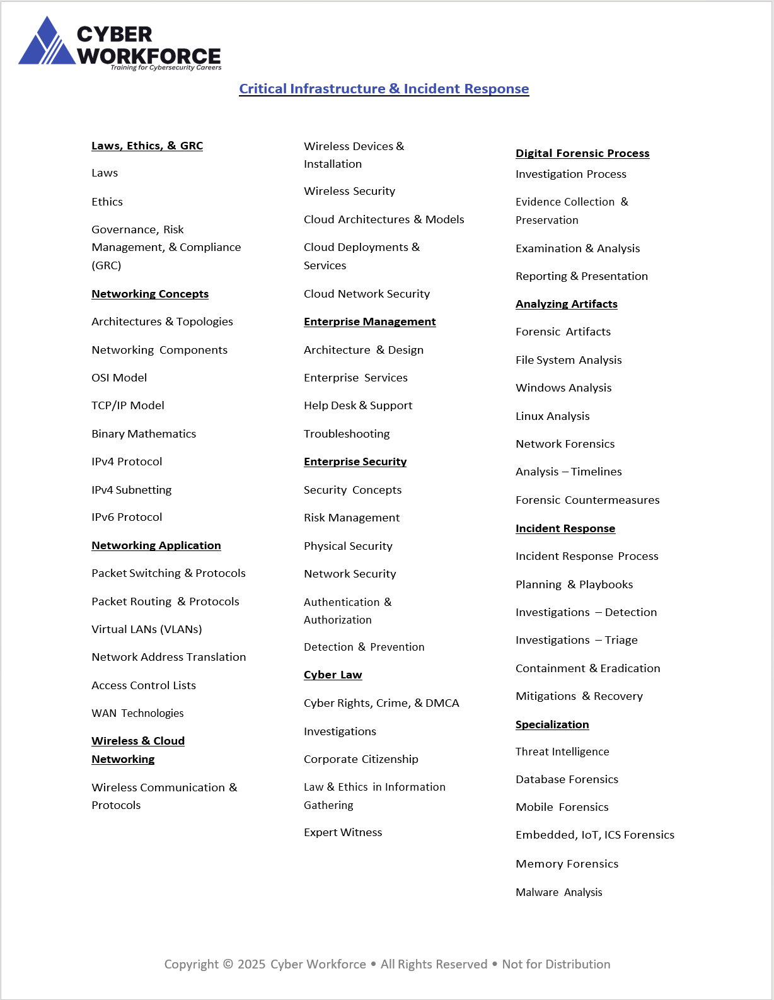 CYBER
WORKFORCE
Training for Cybersecurity Careers
Critical Infrastructure & Incident Response
Laws, Ethics, & GRC
Laws
Ethics
Governance, Risk
Management, & Compliance
(GRC)
Networking Concepts
Architectures & Topologies
Networking Components
OSI Model
TCP/IP Model
Binary Mathematics
IPv4 Protocol
IPv4 Subnetting
IPv6 Protocol
Networking Application
Packet Switching & Protocols
Packet Routing & Protocols
Virtual LANs (VLANs)
Network Address Translation
Access Control Lists
WAN Technologies
Wireless & Cloud
Networking
Wireless Communication &
Protocols
Wireless Devices &
Installation
Wireless Security
Cloud Architectures & Models
Cloud Deployments &
Services
Cloud Network Security
Enterprise Management
Architecture & Design
Enterprise Services
Help Desk & Support
Troubleshooting
Enterprise Security
Security Concepts
Risk Management
Physical Security
Network Security
Authentication &
Authorization
Detection & Prevention
Cyber Law
Cyber Rights, Crime, & DMCA
Investigations
Corporate Citizenship
Law & Ethics in Information
Gathering
Expert Witness
Digital Forensic Process
Investigation Process
Evidence Collection &
Preservation
Examination & Analysis
Reporting & Presentation
Analyzing Artifacts
Forensic Artifacts
File System Analysis
Windows Analysis
Linux Analysis
Network Forensics
Analysis – Timelines
Forensic Countermeasures
Incident Response
Incident Response Process
Planning & Playbooks
Investigations – Detection
Investigations – Triage
Containment & Eradication
Mitigations & Recovery
Specialization
Threat Intelligence
Database Forensics
Mobile Forensics
Embedded, IoT, ICS Forensics
Memory Forensics
Malware Analysis
Copyright © 2025 Cyber Workforce • All Rights Reserved • Not for Distribution